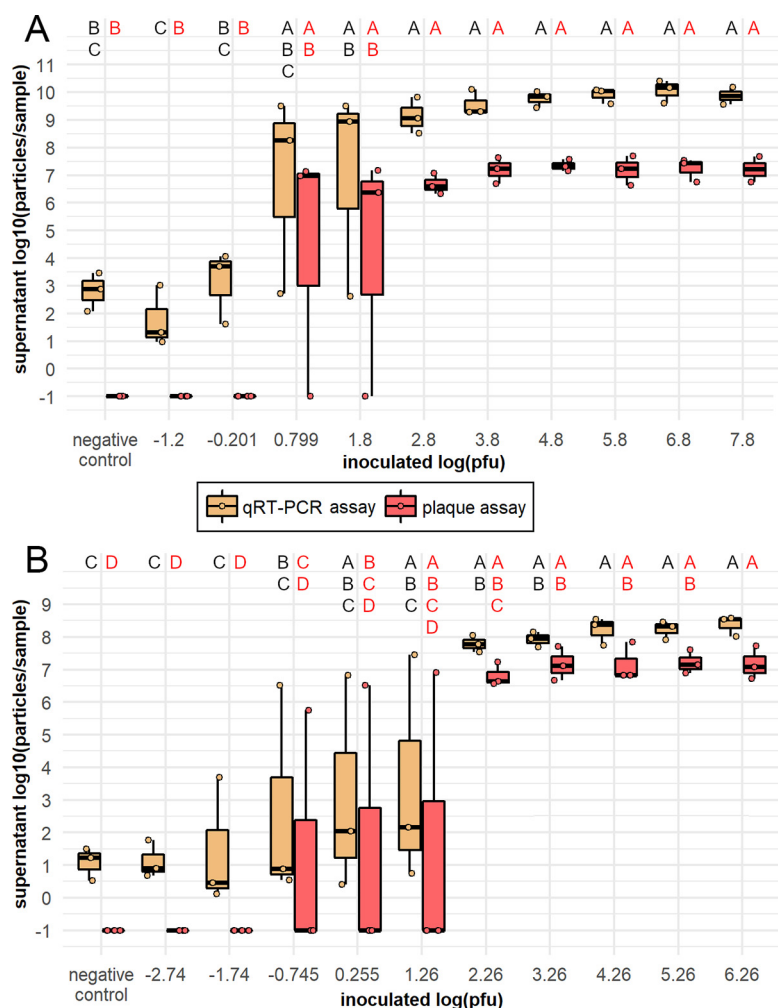 A
B B C B B B A A A A A A A A A A A A A A A A
C C B B B B
C
11
10
9
8
7
6
5
4
3
2
1
0
-1
supernatant log10(particles/sample)
negative control
-1.2 -0.201 0.799 1.8 2.8 3.8 4.8 5.8 6.8 7.8
inoculated log(pfu)
qRT-PCR assay plaque assay
B
C D C D C D B C A B A A A A A A A A A A A A
C D B C B B B B B B B B
C D C C C
D
9
8
7
6
5
4
3
2
1
0
-1
supernatant log10(particles/sample)
negative control
-2.74 -1.74 -0.745 0.255 1.26 2.26 3.26 4.26 5.26 6.26
inoculated log(pfu)